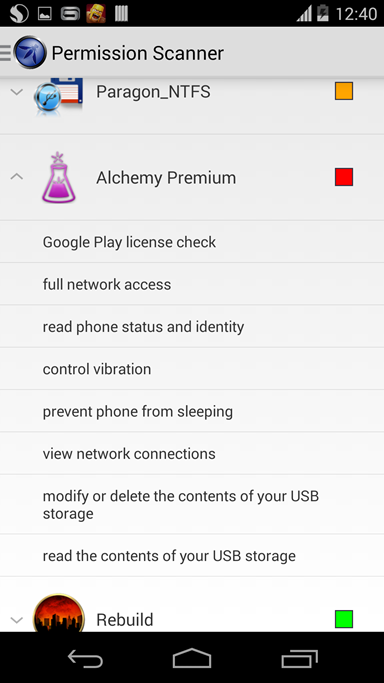 12:40
Permission Scanner
Paragon_NTFS
Alchemy Premium
Google Play license check
full network access
read phone status and identity
control vibration
prevent phone from sleeping
view network connections
modify or delete the contents of your USB
storage
read the contents of your USB storage
Rebuild